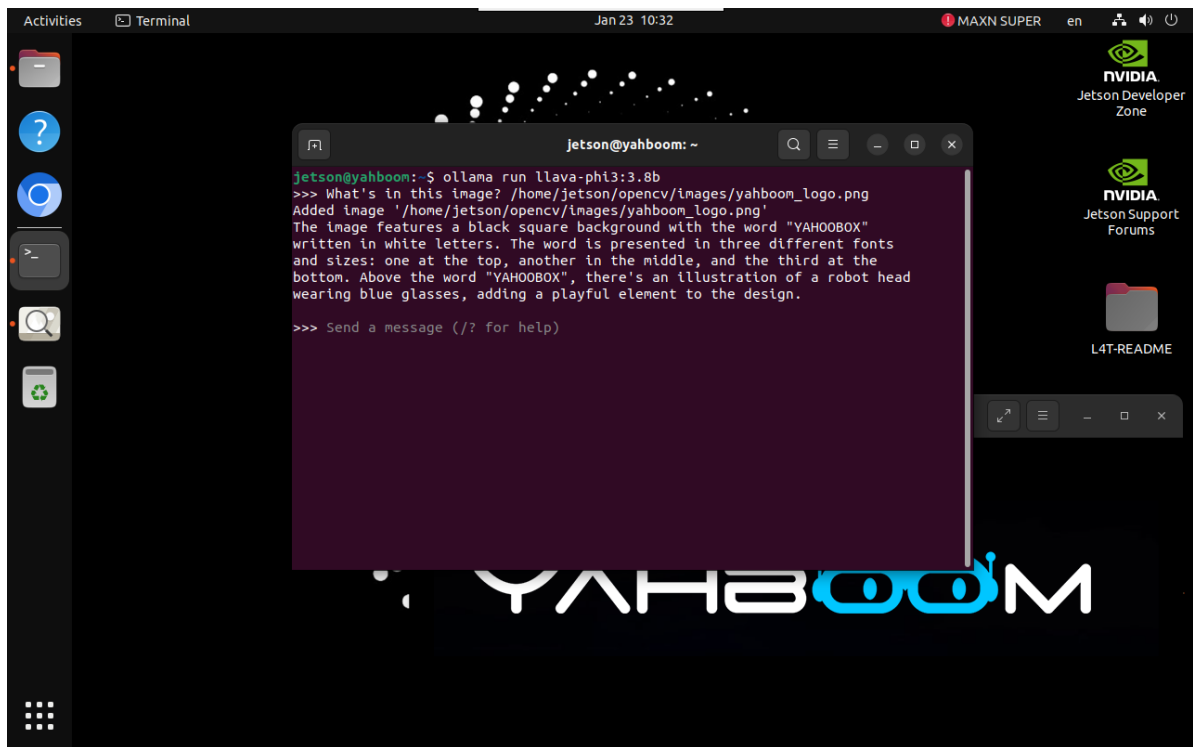 Activities Terminal Jan 23 10:32 MAXN SUPER en
NVIDIA.
Jetson Developer
Zone
jetson@yahboom: ~
jetson@yahboom:~$ ollama run llava-phi3:3.8b
>>> What's in this image? /home/jetson/opencv/images/yahboom_logo.png
Added image '/home/jetson/opencv/images/yahboom_logo.png'
The image features a black square background with the word "YAHOOBOX"
written in white letters. The word is presented in three different fonts
and sizes: one at the top, another in the middle, and the third at the
bottom. Above the word "YAHOOBOX", there's an illustration of a robot head
wearing blue glasses, adding a playful element to the design.
>>> Send a message (/? for help)
NVIDIA.
Jetson Support
Forums
L4T-README
YAHBOOM